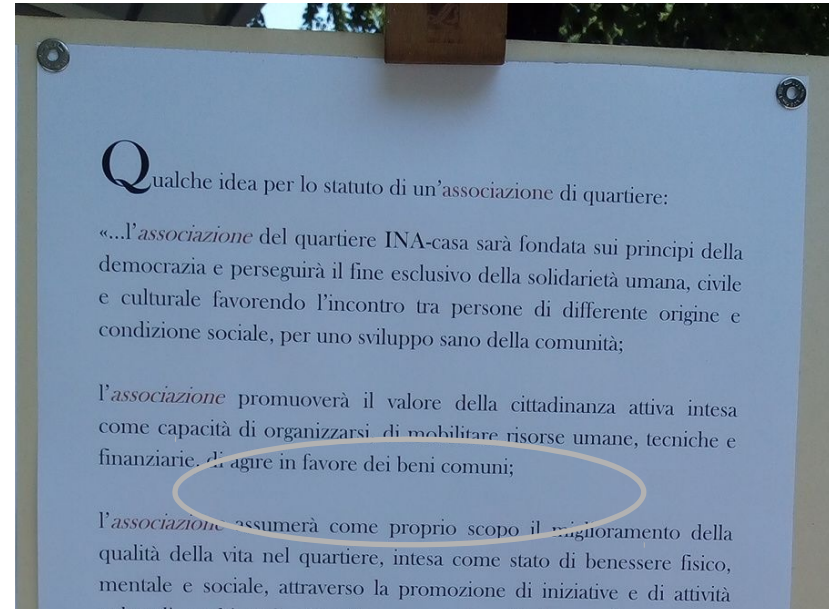 Qualche idea per lo statuto di un'associazione di quartiere:
«...l'associazione del quartiere INA-casa sarà fondata sui principi della
democrazia e perseguirà il fine esclusivo della solidarietà umana, civile
e culturale favorendo l'incontro tra persone di differente origine e
condizione sociale, per uno sviluppo sano della comunità;
l'associazione promuoverà il valore della cittadinanza attiva intesa
come capacità di organizzarsi, di mobilitare risorse umane, tecniche e
finanziarie, di agire in favore dei beni comuni;
l'associazione assumerà come proprio scopo il miglioramento della
qualità della vita nel quartiere, intesa come stato di benessere fisico,
mentale e sociale, attraverso la promozione di iniziative e di attività